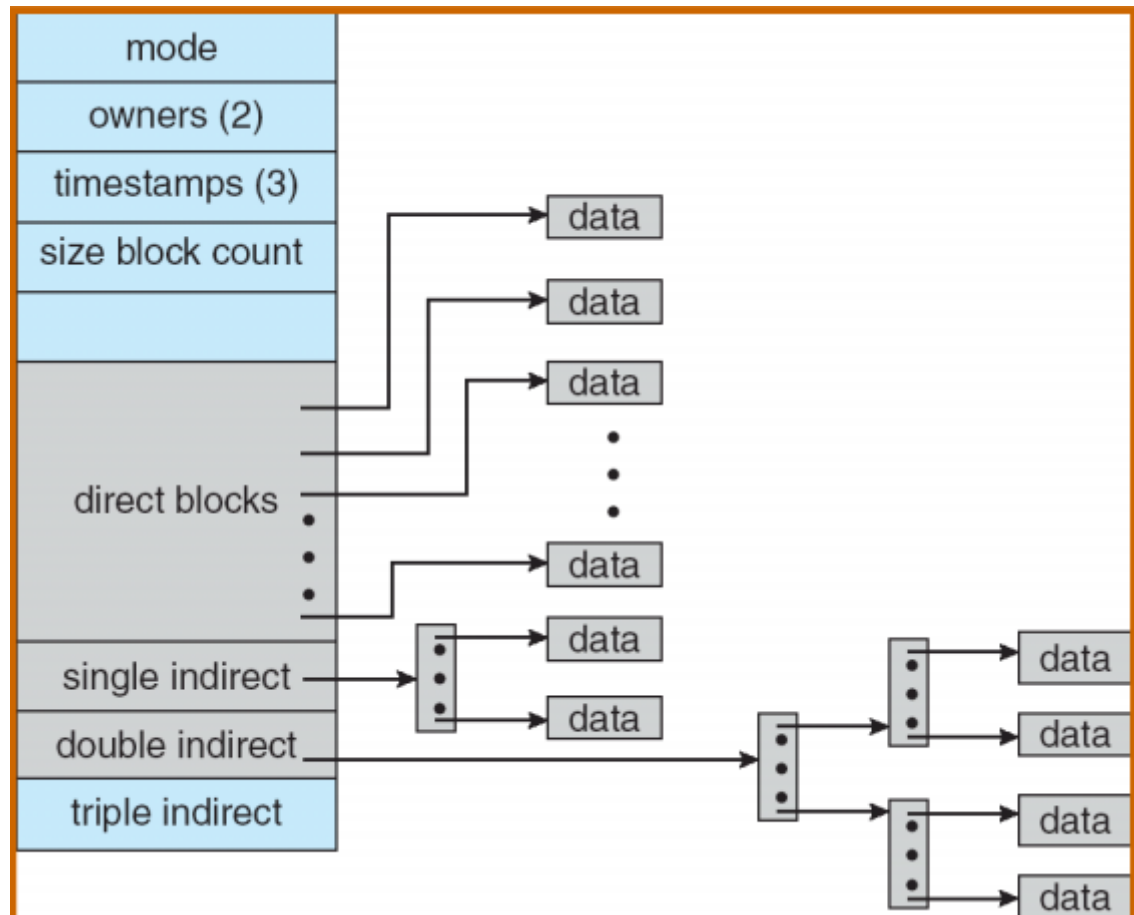 mode
owners (2)
timestamps (3)
size block count
data
data
data
direct blocks
data
data
single indirect
data
data
double indirect
data
triple indirect
data
data